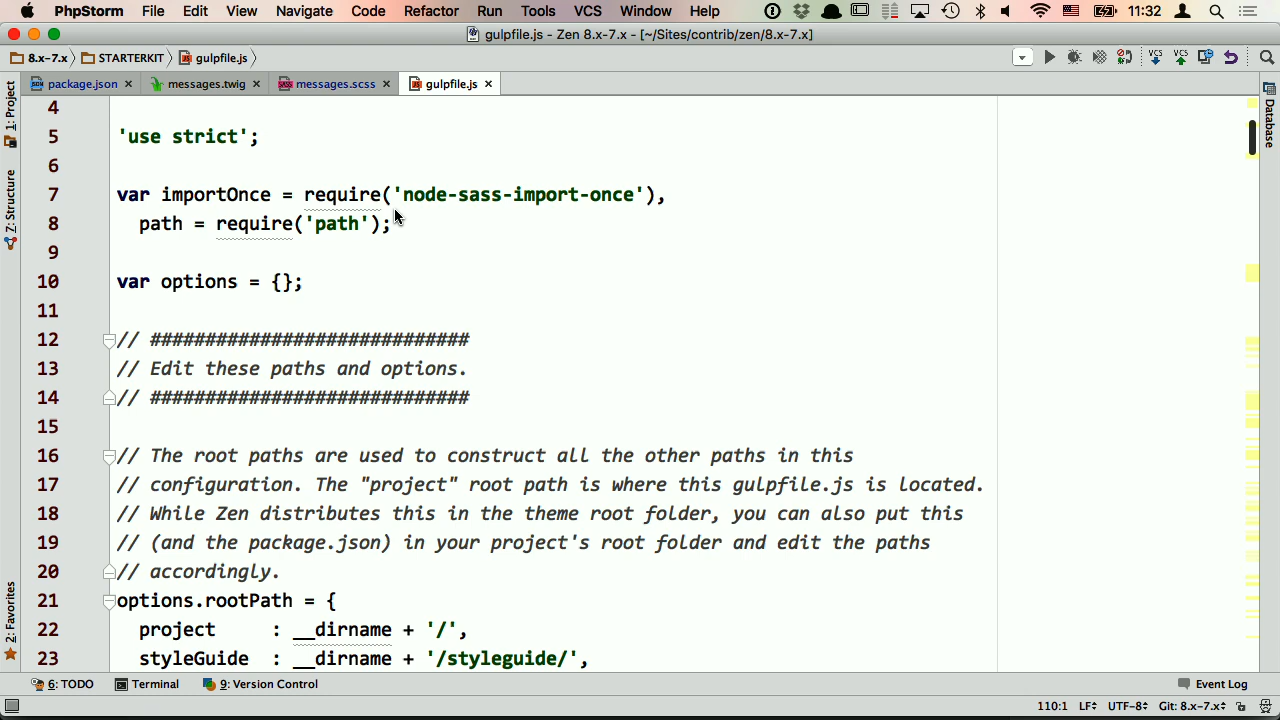 PhpStorm File Edit View Navigate Code Refactor Run Tools VCS Window Help 11:32
gulpfile.js - Zen 8.x-7.x - [~/Sites/contrib/zen/8.x-7.x]
8.x-7.x STARTERKIT gulpfile.js VCS VCS
package.json messages.twig messages.scss gulpfile.js
1: Project
Z: Structure
2: Favorites
Database
4
5 'use strict';
6
7 var importOnce = require('node-sass-import-once'),
8 path = require('path');
9
10 var options = {};
11
12 // #############################
13 // Edit these paths and options.
14 // #############################
15
16 // The root paths are used to construct all the other paths in this
17 // configuration. The "project" root path is where this gulpfile.js is located.
18 // While Zen distributes this in the theme root folder, you can also put this
19 // (and the package.json) in your project's root folder and edit the paths
20 // accordingly.
21 options.rootPath = {
22 project : __dirname + '/',
23 styleGuide : __dirname + '/styleguide/',
6: TODO Terminal 9: Version Control Event Log
110:1 LF UTF-8 Git: 8.x-7.x